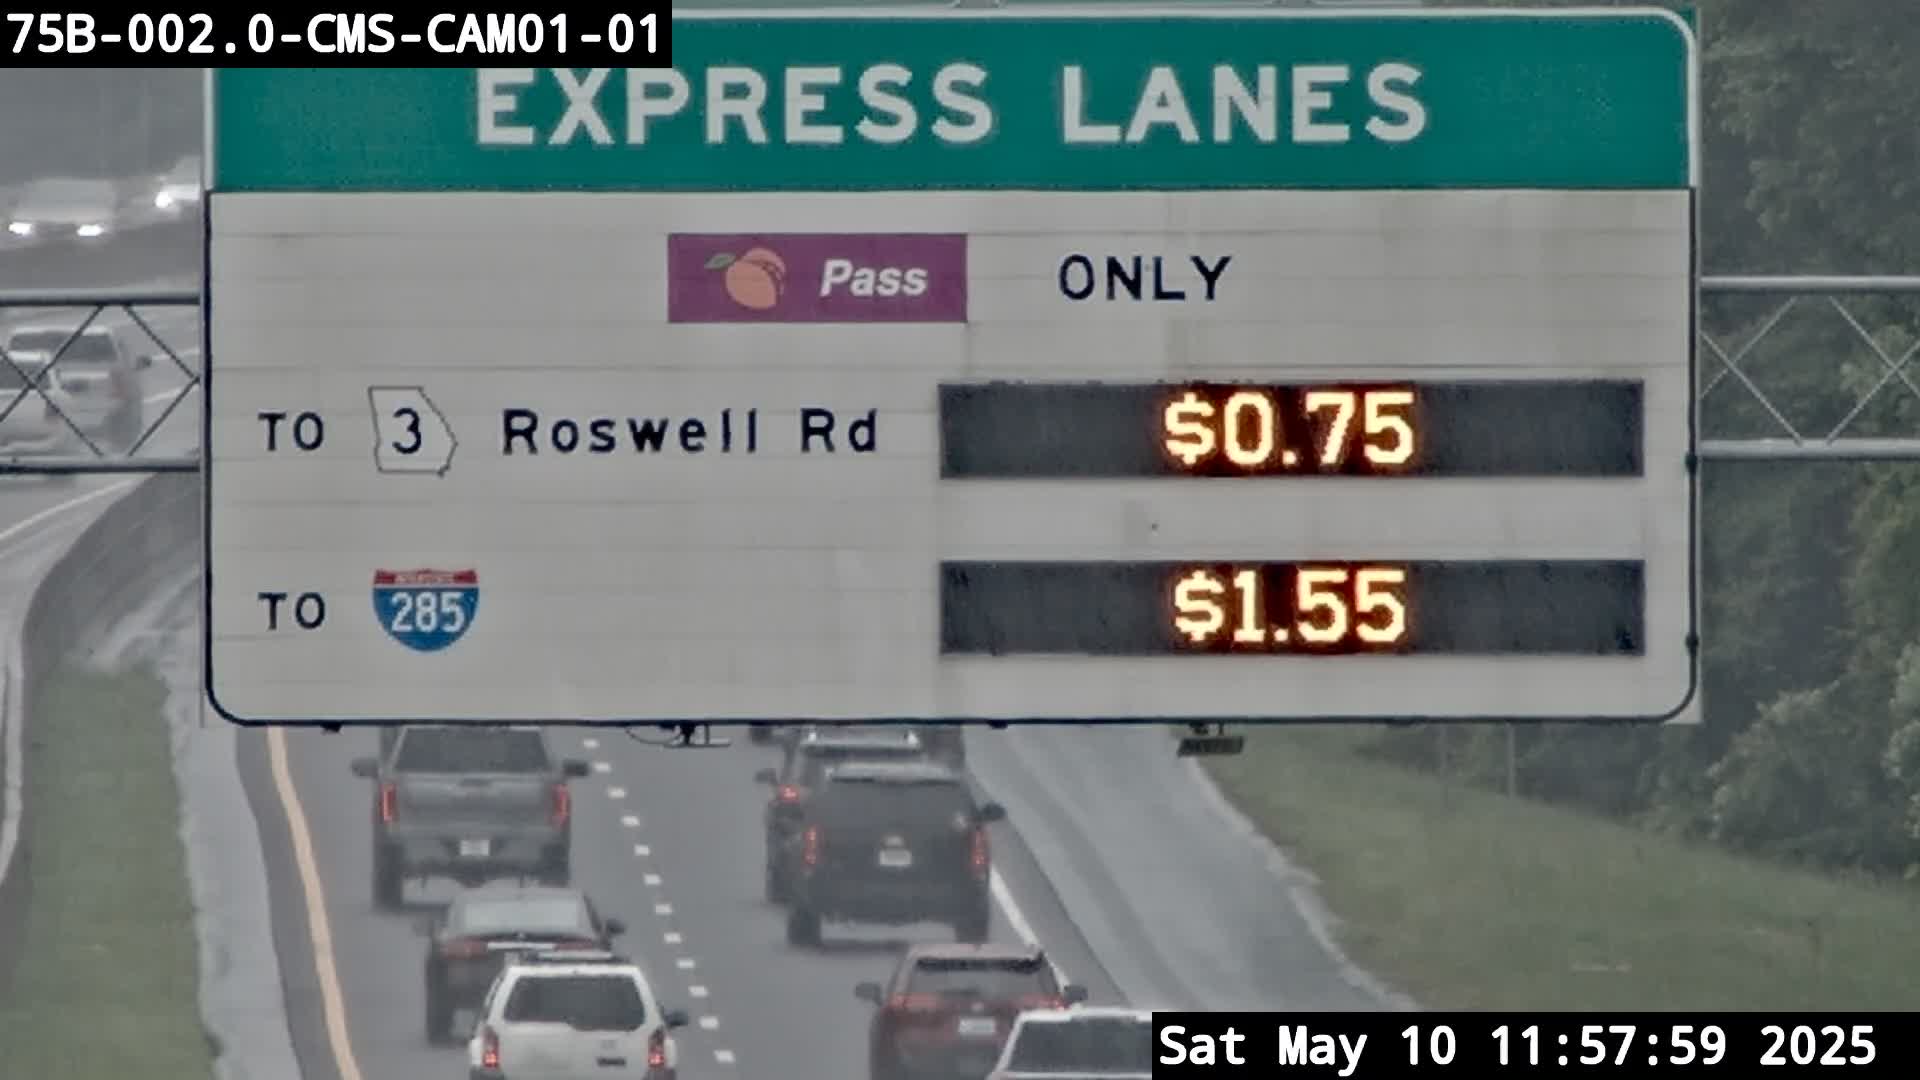 75B-002.0-CMS-CAM01-01
EXPRESS LANES
Pass ONLY
TO 3 Roswell Rd $0.75
TO 285 $1.55
Sat May 10 11:57:59 2025